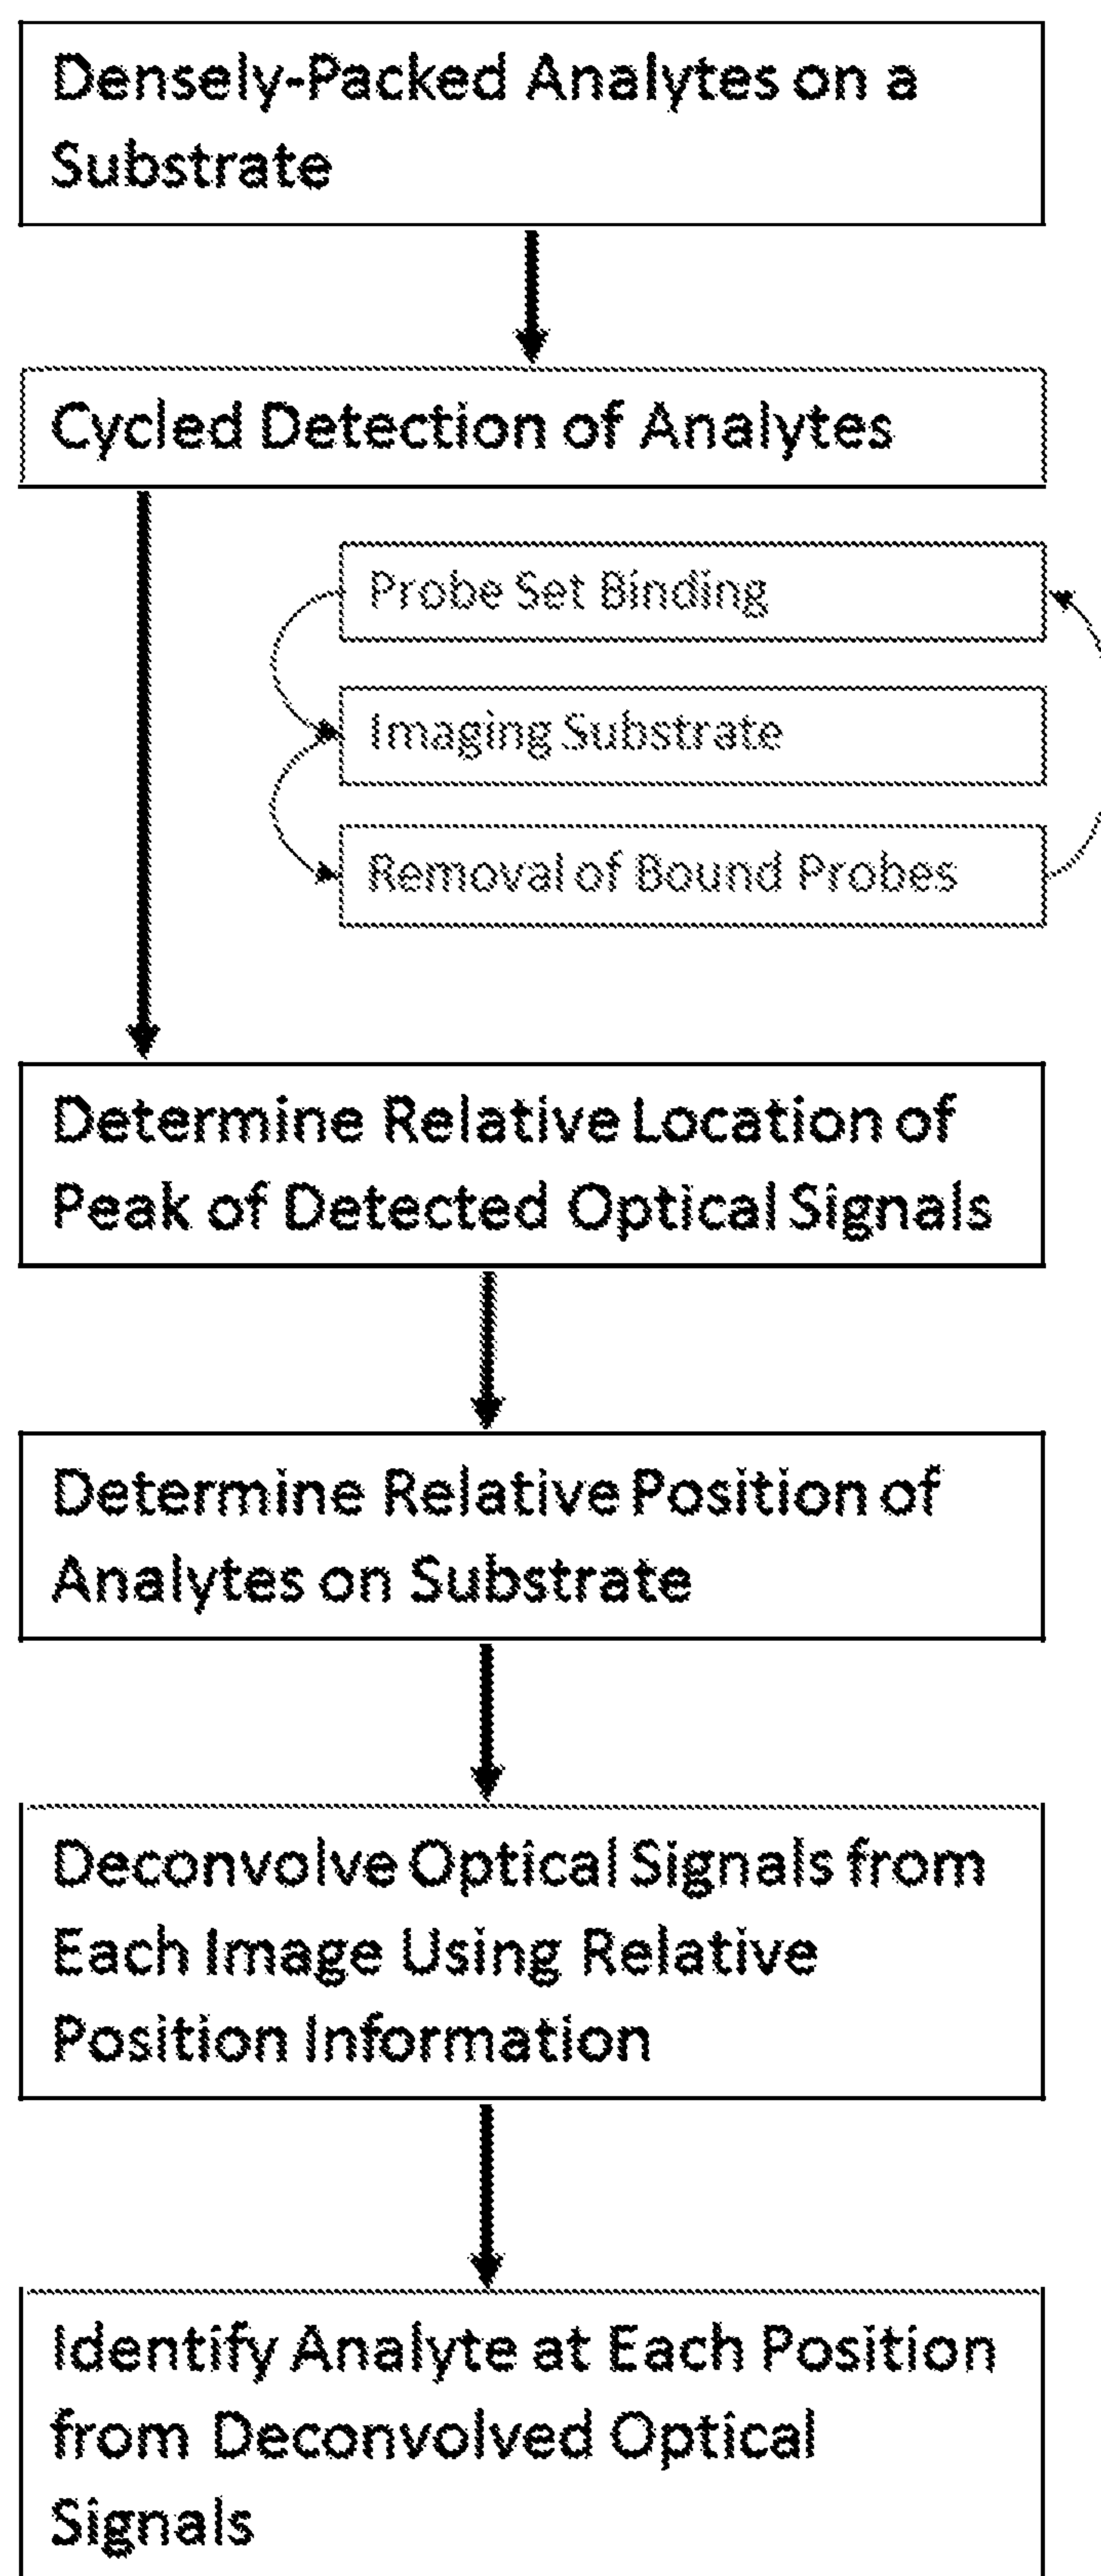 Densely-Packed Analytes on a
Substrate
Cycled Detection of Analytes
Probe Set Binding
Imaging Substrate
Removal of Bound Probes
Determine Relative Location of
Peak of Detected Optical Signals
Determine Relative Position of
Analytes on Substrate
Deconvolve Optical Signals from
Each Image Using Relative
Position Information
Identify Analyte at Each Position
from Deconvolved Optical
Signals